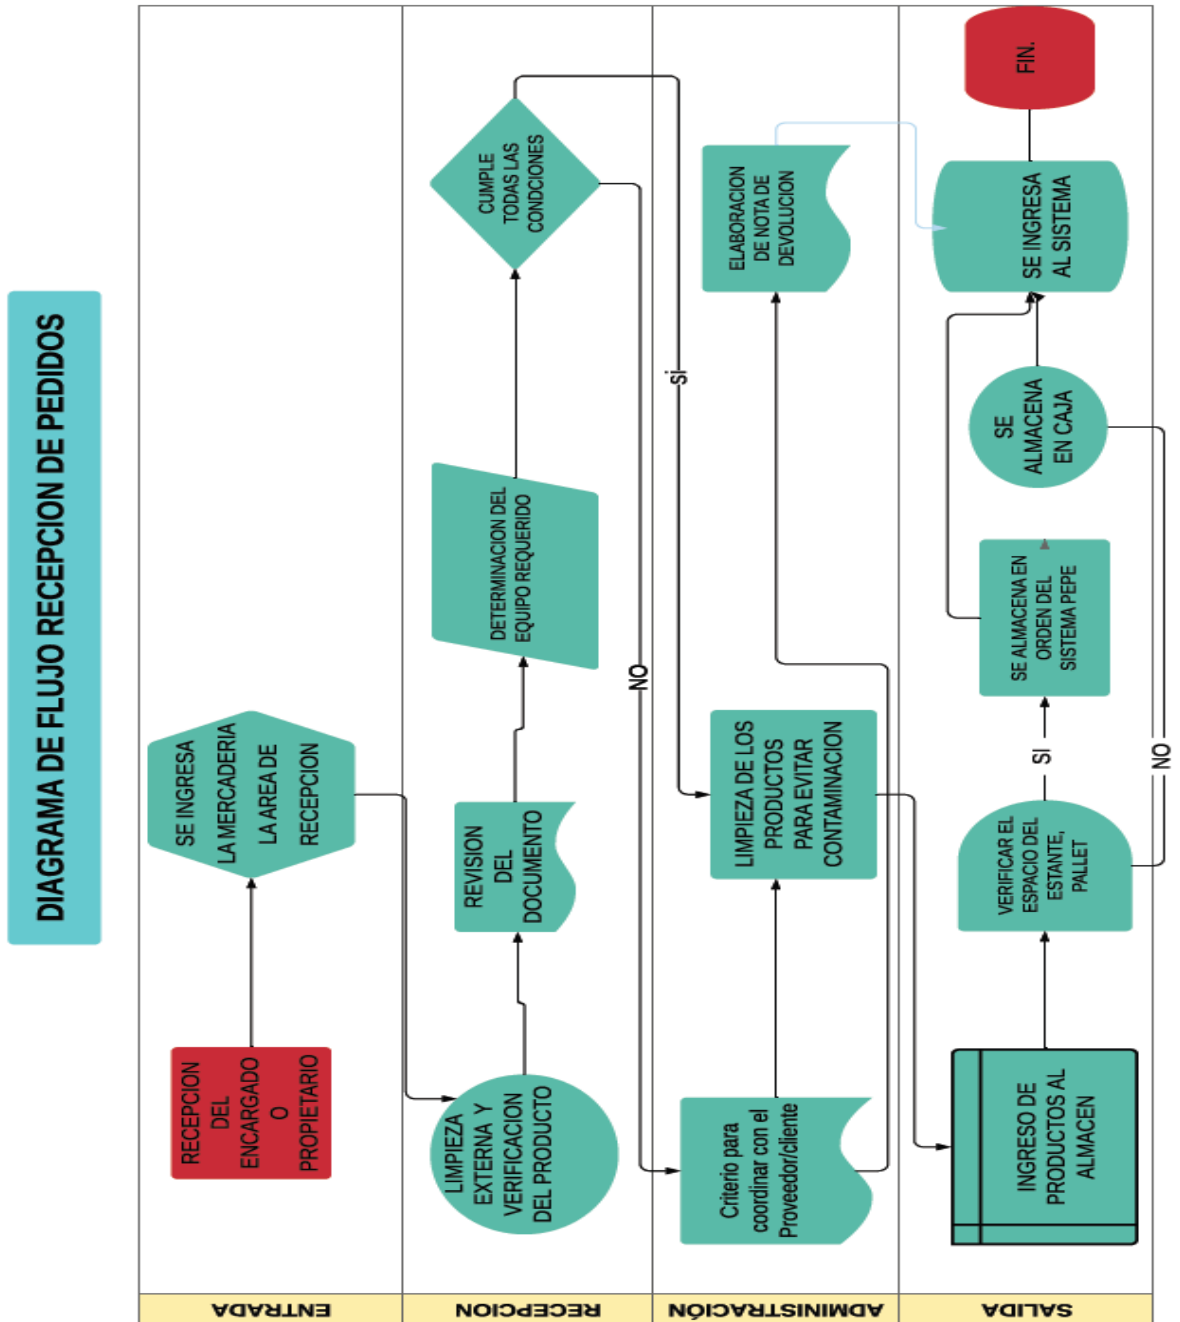 DIAGRAMA DE FLUJO RECEPCION DE PEDIDOS
ENTRADA
RECEPCION
DEL
ENCARGADO
O
PROPIETARIO
SE INGRESA
LA MERCADERIA
LA AREA DE
RECEPCION
RECEPCION
LIMPIEZA
EXTERNA Y
VERIFICACION
DEL PRODUCTO
REVISION
DEL
DOCUMENTO
DETERMINACION DEL
EQUIPO REQUERIDO
CUMPLE
TODAS LAS
CONDCIONES
NO
si
ADMINISTRACIÓN
Criterio para
coordinar con el
Proveedor/cliente
LIMPIEZA DE LOS
PRODUCTOS
PARA EVITAR
CONTAMINACION
ELABORACION
DE NOTA DE
DEVOLUCION
SALIDA
INGRESO DE
PRODUCTOS AL
ALMACEN
VERIFICAR EL
ESPACIO DEL
ESTANTE,
PALLET
SI
NO
SE ALMACENA EN
ORDEN DEL
SISTEMA PEPE
SE
ALMACENA
EN CAJA
SE INGRESA
AL SISTEMA
FIN.